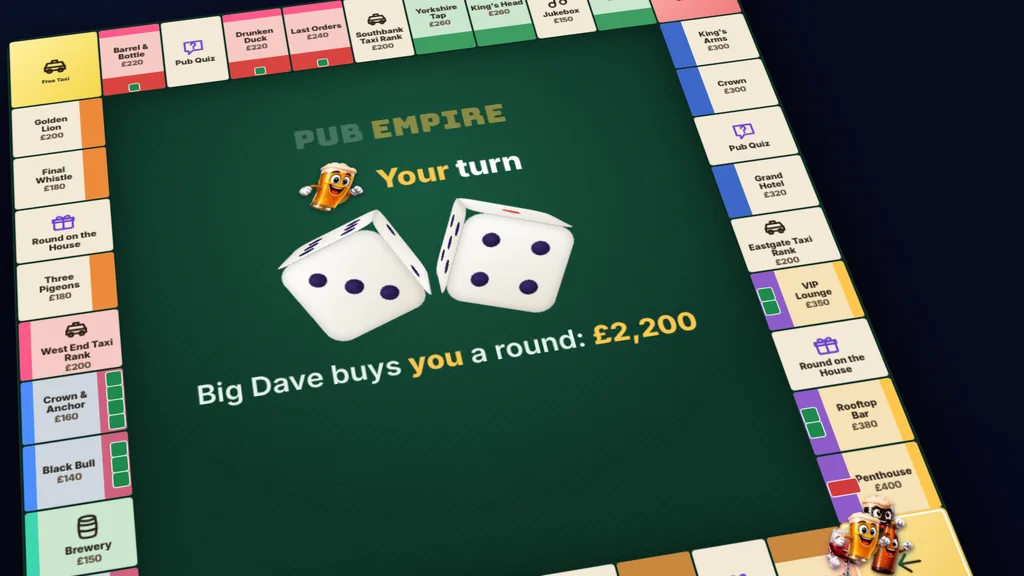 Free Taxi
Barrel &
Bottle
£220
Pub Quiz
Drunken
Duck
£220
Last Orders
£240
Southbank
Taxi Rank
£200
Yorkshire
Tap
£260
King's Head
£260
Jukebox
£150
King's
Arms
£300
Crown
£300
Pub Quiz
Grand
Hotel
£320
Eastgate Taxi
Rank
£200
VIP
Lounge
£350
Round on the
House
Rooftop
Bar
£380
Penthouse
£400
Golden
Lion
£200
Final
Whistle
£180
Round on the
House
Three
Pigeons
£180
West End Taxi
Rank
£200
Crown &
Anchor
£160
Black Bull
£140
Brewery
£150
PUB EMPIRE
Your turn
Big Dave buys you a round: £2,200